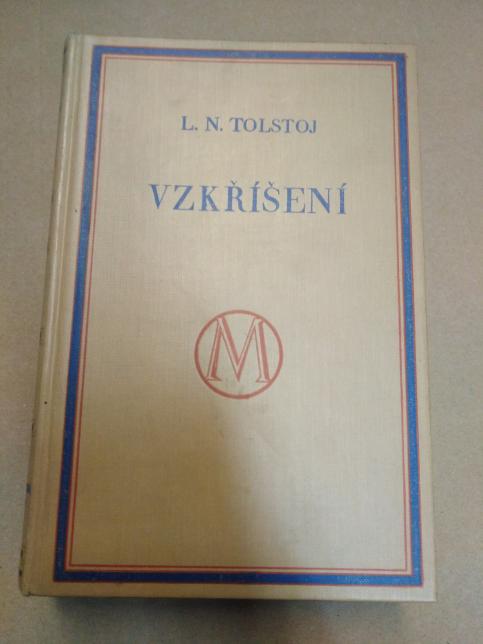 L. N. TOLSTOJ
VZKŘÍŠENÍ
M